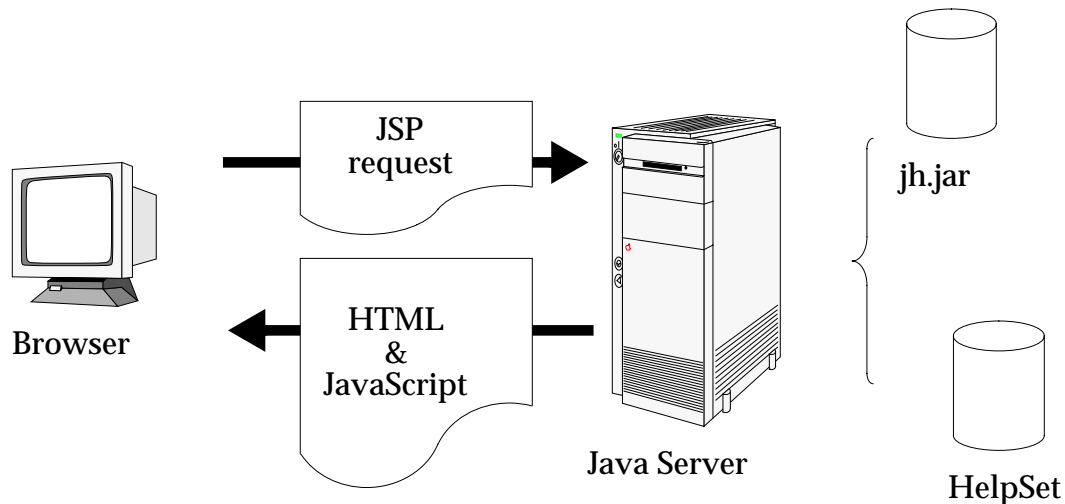 JSP
request
jh.jar
HTML
&
JavaScript
Browser
Java Server
HelpSet